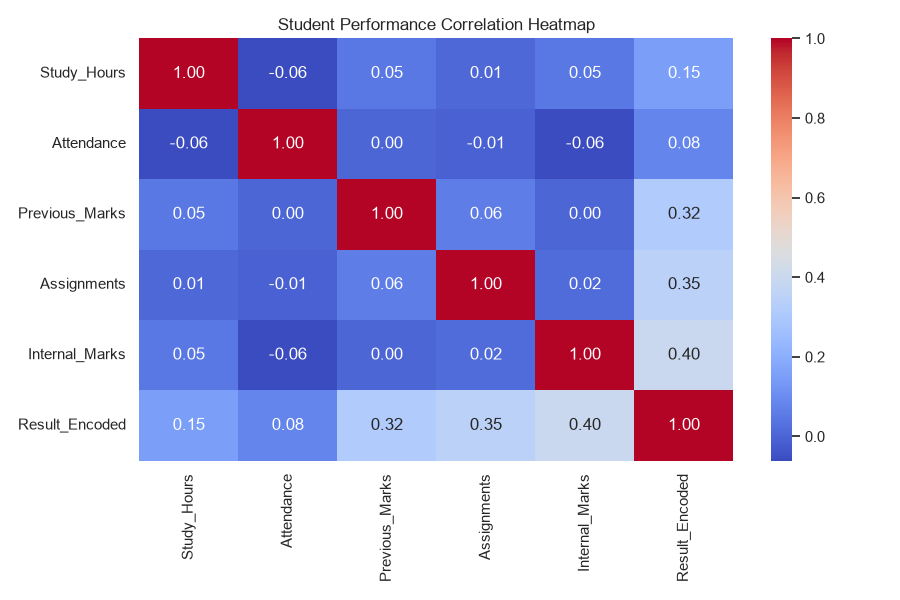 Student Performance Correlation Heatmap
Study_Hours 1.00 -0.06 0.05 0.01 0.05 0.15
Attendance -0.06 1.00 0.00 -0.01 -0.06 0.08
Previous_Marks 0.05 0.00 1.00 0.06 0.00 0.32
Assignments 0.01 -0.01 0.06 1.00 0.02 0.35
Internal_Marks 0.05 -0.06 0.00 0.02 1.00 0.40
Result_Encoded 0.15 0.08 0.32 0.35 0.40 1.00
Study_Hours
Attendance
Previous_Marks
Assignments
Internal_Marks
Result_Encoded
1.0
0.8
0.6
0.4
0.2
0.0